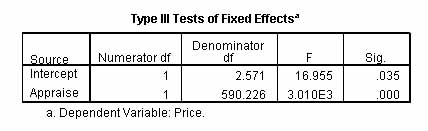 Type III Tests of Fixed Effectsa
Source Numerator df Denominator df F Sig.
Intercept 1 2.571 16.955 .035
Appraise 1 590.226 3.010E3 .000
a. Dependent Variable: Price.